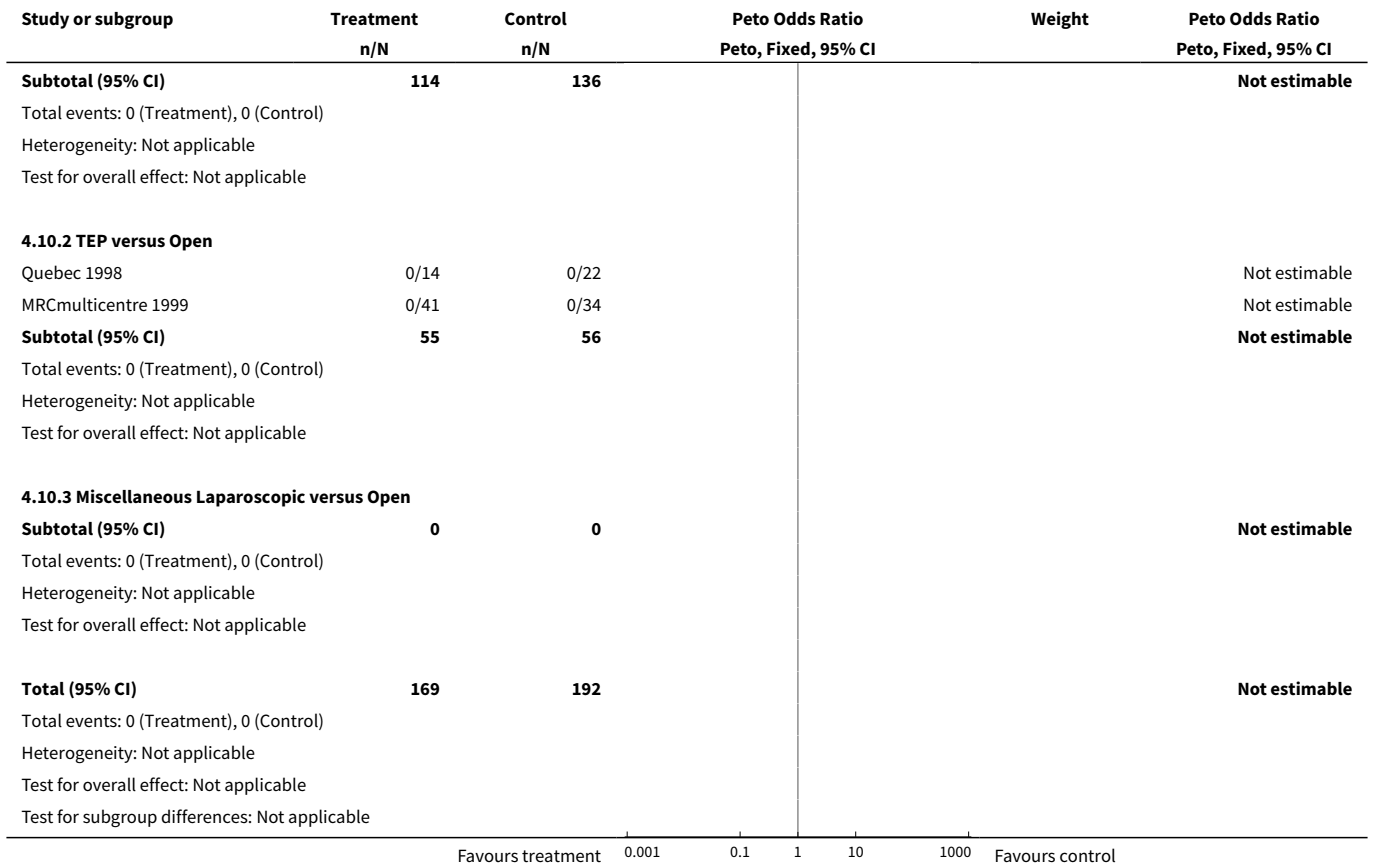 Study or subgroup Treatment Control Peto Odds Ratio Weight Peto Odds Ratio
n/N n/N Peto, Fixed, 95% CI Peto, Fixed, 95% CI
Subtotal (95% CI) 114 136 Not estimable
Total events: 0 (Treatment), 0 (Control)
Heterogeneity: Not applicable
Test for overall effect: Not applicable
4.10.2 TEP versus Open
Quebec 1998 0/14 0/22 Not estimable
MRCmulticentre 1999 0/41 0/34 Not estimable
Subtotal (95% CI) 55 56 Not estimable
Total events: 0 (Treatment), 0 (Control)
Heterogeneity: Not applicable
Test for overall effect: Not applicable
4.10.3 Miscellaneous Laparoscopic versus Open
Subtotal (95% CI) 0 0 Not estimable
Total events: 0 (Treatment), 0 (Control)
Heterogeneity: Not applicable
Test for overall effect: Not applicable
Total (95% CI) 169 192 Not estimable
Total events: 0 (Treatment), 0 (Control)
Heterogeneity: Not applicable
Test for overall effect: Not applicable
Test for subgroup differences: Not applicable
Favours treatment 0.001 0.1 1 10 1000 Favours control